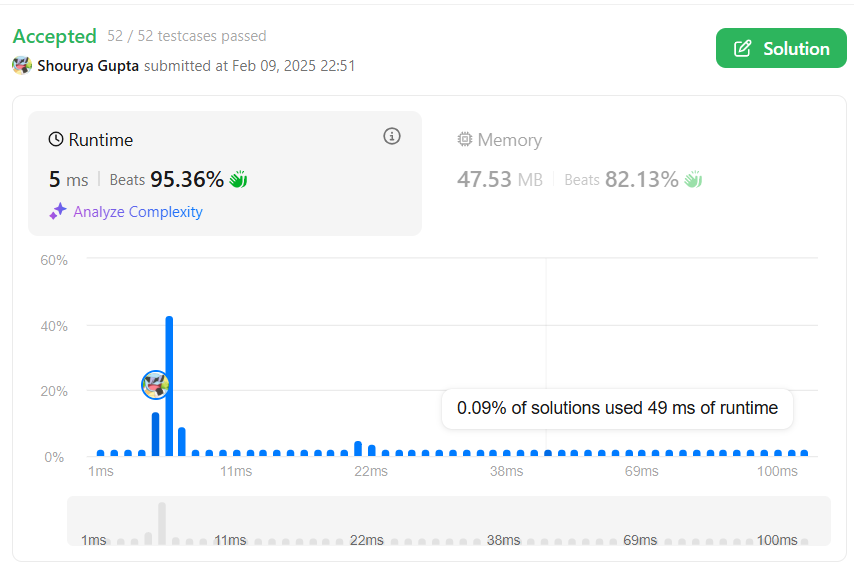 Accepted 52 / 52 testcases passed
Solution
Shourya Gupta submitted at Feb 09, 2025 22:51
Runtime
5 ms | Beats 95.36%
Analyze Complexity
Memory
47.53 MB | Beats 82.13%
60%
40%
20%
0%
0.09% of solutions used 49 ms of runtime
1ms 11ms 22ms 38ms 69ms 100ms
1ms 11ms 22ms 38ms 69ms 100ms